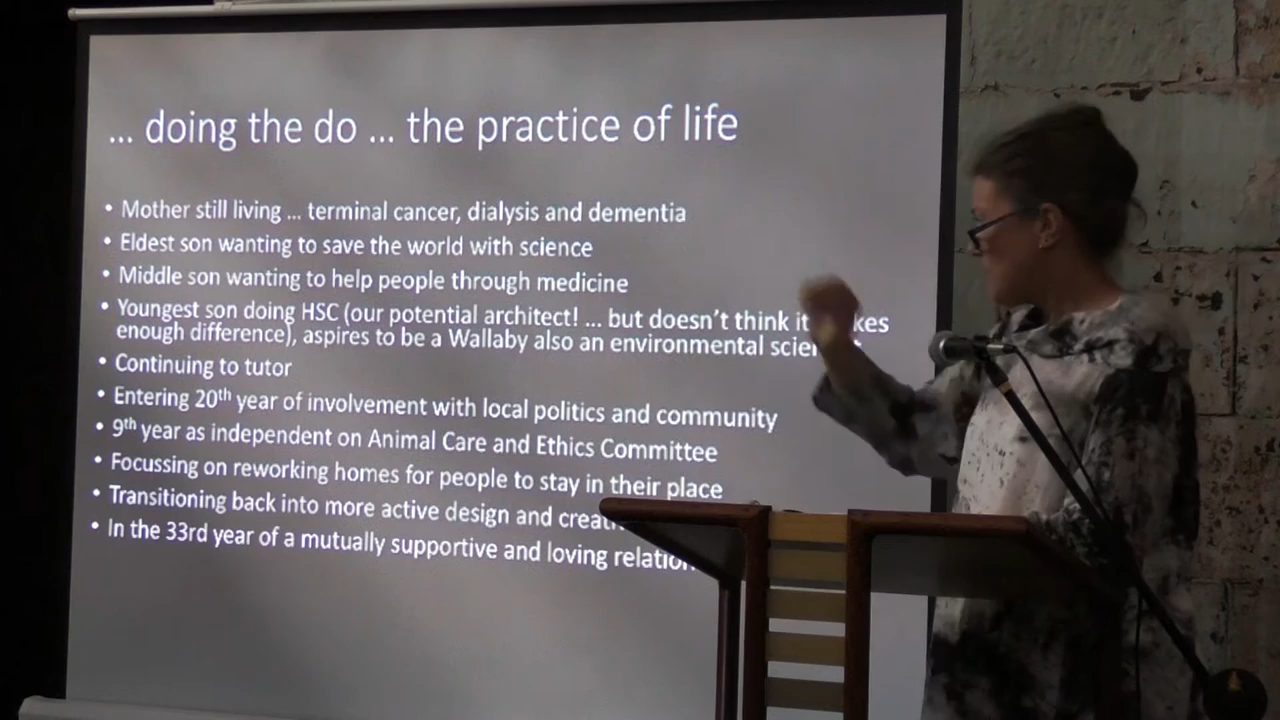 ... doing the do ... the practice of life
• Mother still living ... terminal cancer, dialysis and dementia
• Eldest son wanting to save the world with science
• Middle son wanting to help people through medicine
• Youngest son doing HSC (our potential architect! ... but doesn't think it
enough difference), aspires to be a Wallaby also an environmental
• Continuing to tutor
• Entering 20th year of involvement with local politics and community
• 9th year as independent on Animal Care and Ethics Committee
• Focussing on reworking homes for people to stay in their place
• Transitioning back into more active design and
• In the 33rd year of a mutually supportive and loving